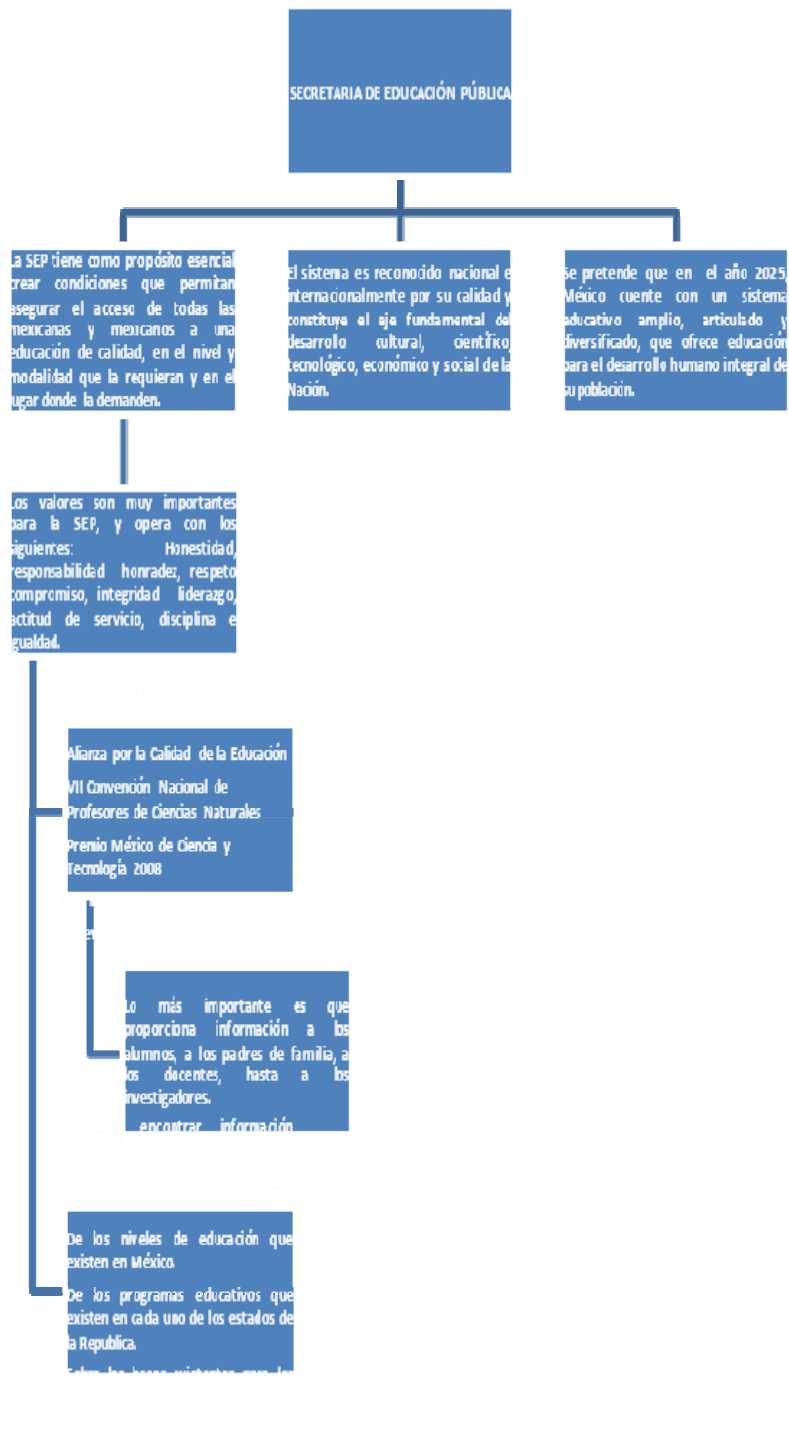 SECRETARIA DE EDUCACIÓN PÚBLICA
La SEP tiene como propósito esencial
crear condiciones que permitan
asegurar el acceso de todas las
mexicanas y mexicanos a una
educación de calidad, en el nivel y
modalidad que la requieran y en el
lugar donde la demanden.
El sistema es reconocido nacional e
internacionalmente por su calidad y
constituye el eje fundamental del
desarrollo cultural, científico,
tecnológico, económico y social de la
Nación.
Se pretende que en el año 2025,
México cuente con un sistema
educativo amplio, articulado y
diversificado, que ofrece educación
para el desarrollo humano integral de
su población.
Los valores son muy importantes
para la SEP, y opera con los
siguientes: Honestidad,
responsabilidad honradez, respeto
compromiso, integridad liderazgo,
actitud de servicio, disciplina e
igualdad.
Alianza por la Calidad de la Educación
VII Convención Nacional de
Profesores de Ciencias Naturales
Premio México de Ciencia y
Tecnología 2008
Lo más importante es que
proporciona información a los
alumnos, a los padres de familia, a
los docentes, hasta a los
investigadores.
encontrar información
De los niveles de educación que
existen en México.
De los programas educativos que
existen en cada uno de los estados de
la Republica.